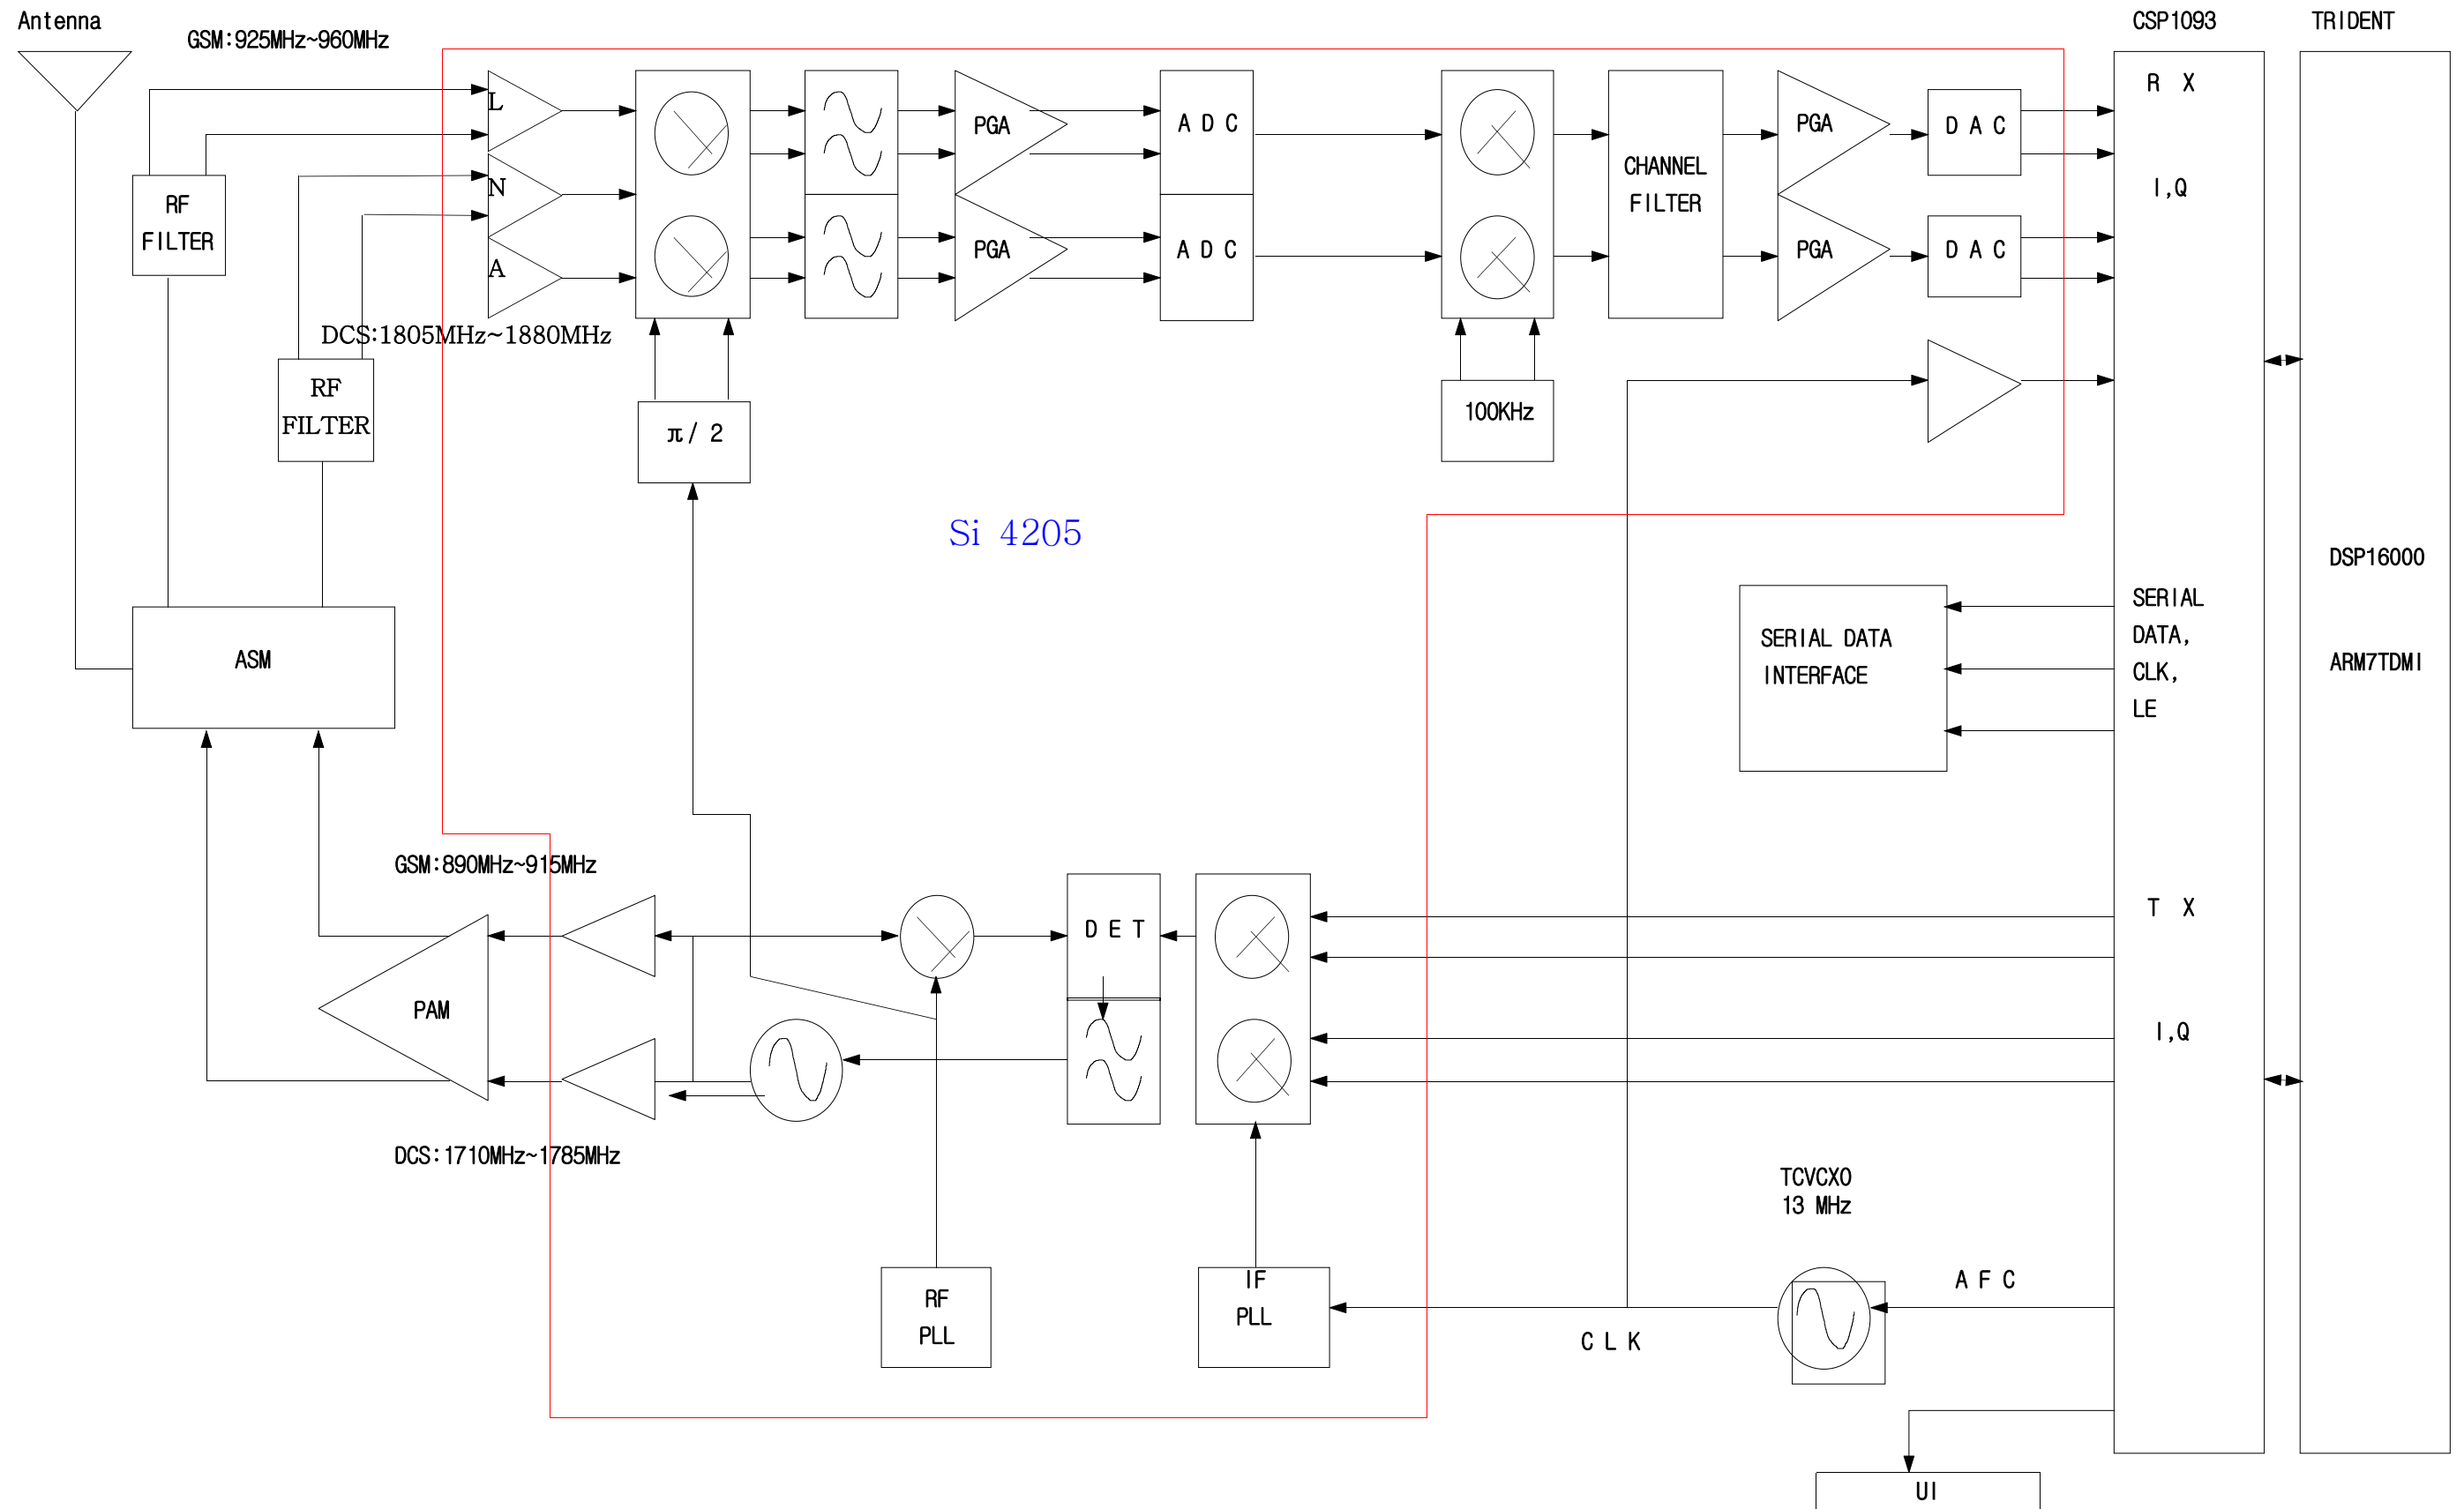 Antenna
GSM:925MHz~960MHz
CSP1093
TRIDENT
L
N
A
RF
FILTER
DCS:1805MHz~1880MHz
RF
FILTER
π/ 2
PGA
PGA
A D C
A D C
100KHz
CHANNEL
FILTER
PGA
PGA
D A C
D A C
R X
I,Q
Si 4205
ASM
SERIAL DATA
INTERFACE
SERIAL
DATA,
CLK,
LE
DSP16000
ARM7TDMI
GSM:890MHz~915MHz
PAM
DCS:1710MHz~1785MHz
D E T
T X
I,Q
RF
PLL
IF
PLL
C L K
TCVCXO
13 MHz
A F C
UI